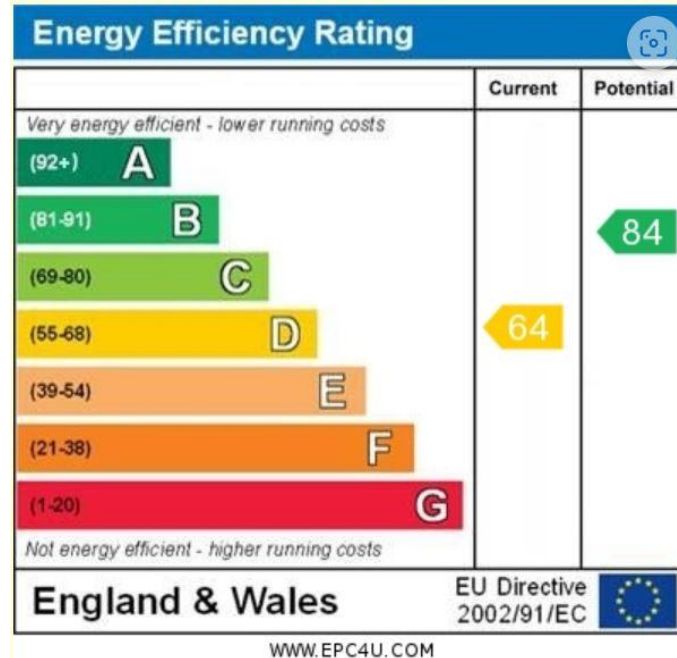 Energy Efficiency Rating
Current Potential
Very energy efficient - lower running costs
(92+) A
(81-91) B
84
(69-80) C
(55-68) D
64
(39-54) E
(21-38) F
(1-20) G
Not energy efficient - higher running costs
England & Wales
EU Directive
2002/91/EC
WWW.EPC4U.COM